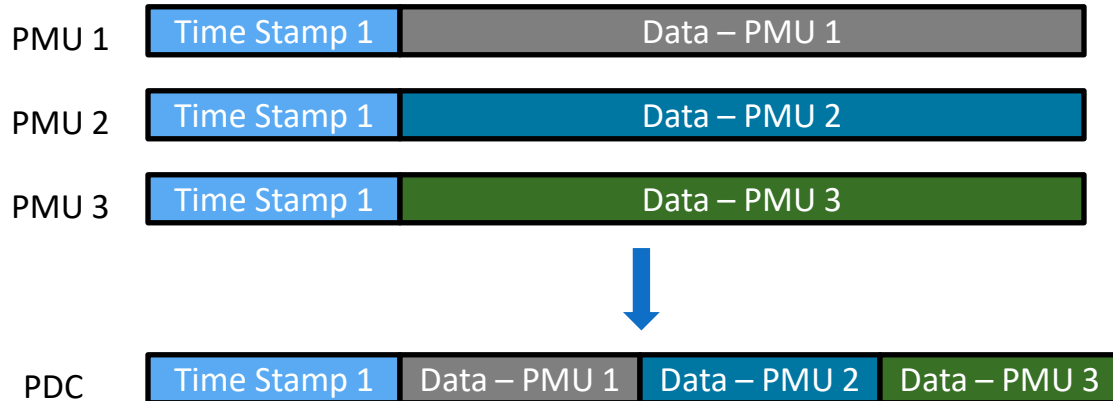 PMU 1 Time Stamp 1 Data – PMU 1
PMU 2 Time Stamp 1 Data – PMU 2
PMU 3 Time Stamp 1 Data – PMU 3
PDC Time Stamp 1 Data – PMU 1 Data – PMU 2 Data – PMU 3